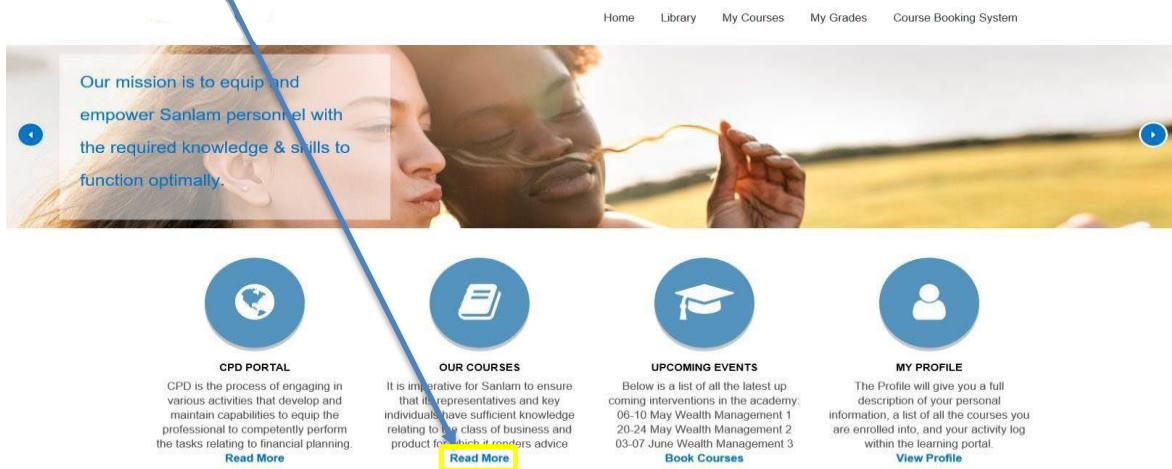 Home Library My Courses My Grades Course Booking System
Our mission is to equip and
empower Sanlam personnel with
the required knowledge & skills to
function optimally.
CPD PORTAL
CPD is the process of engaging in
various activities that develop and
maintain capabilities to equip the
professional to competently perform
the tasks relating to financial planning.
Read More
OUR COURSES
It is imperative for Sanlam to ensure
that its representatives and key
individuals have sufficient knowledge
relating to the class of business and
product for which it renders advice
Read More
UPCOMING EVENTS
Below is a list of all the latest up
coming interventions in the academy:
06-10 May Wealth Management 1
20-24 May Wealth Management 2
03-07 June Wealth Management 3
Book Courses
MY PROFILE
The Profile will give you a full
description of your personal
information, a list of all the courses you
are enrolled into, and your activity log
within the learning portal.
View Profile